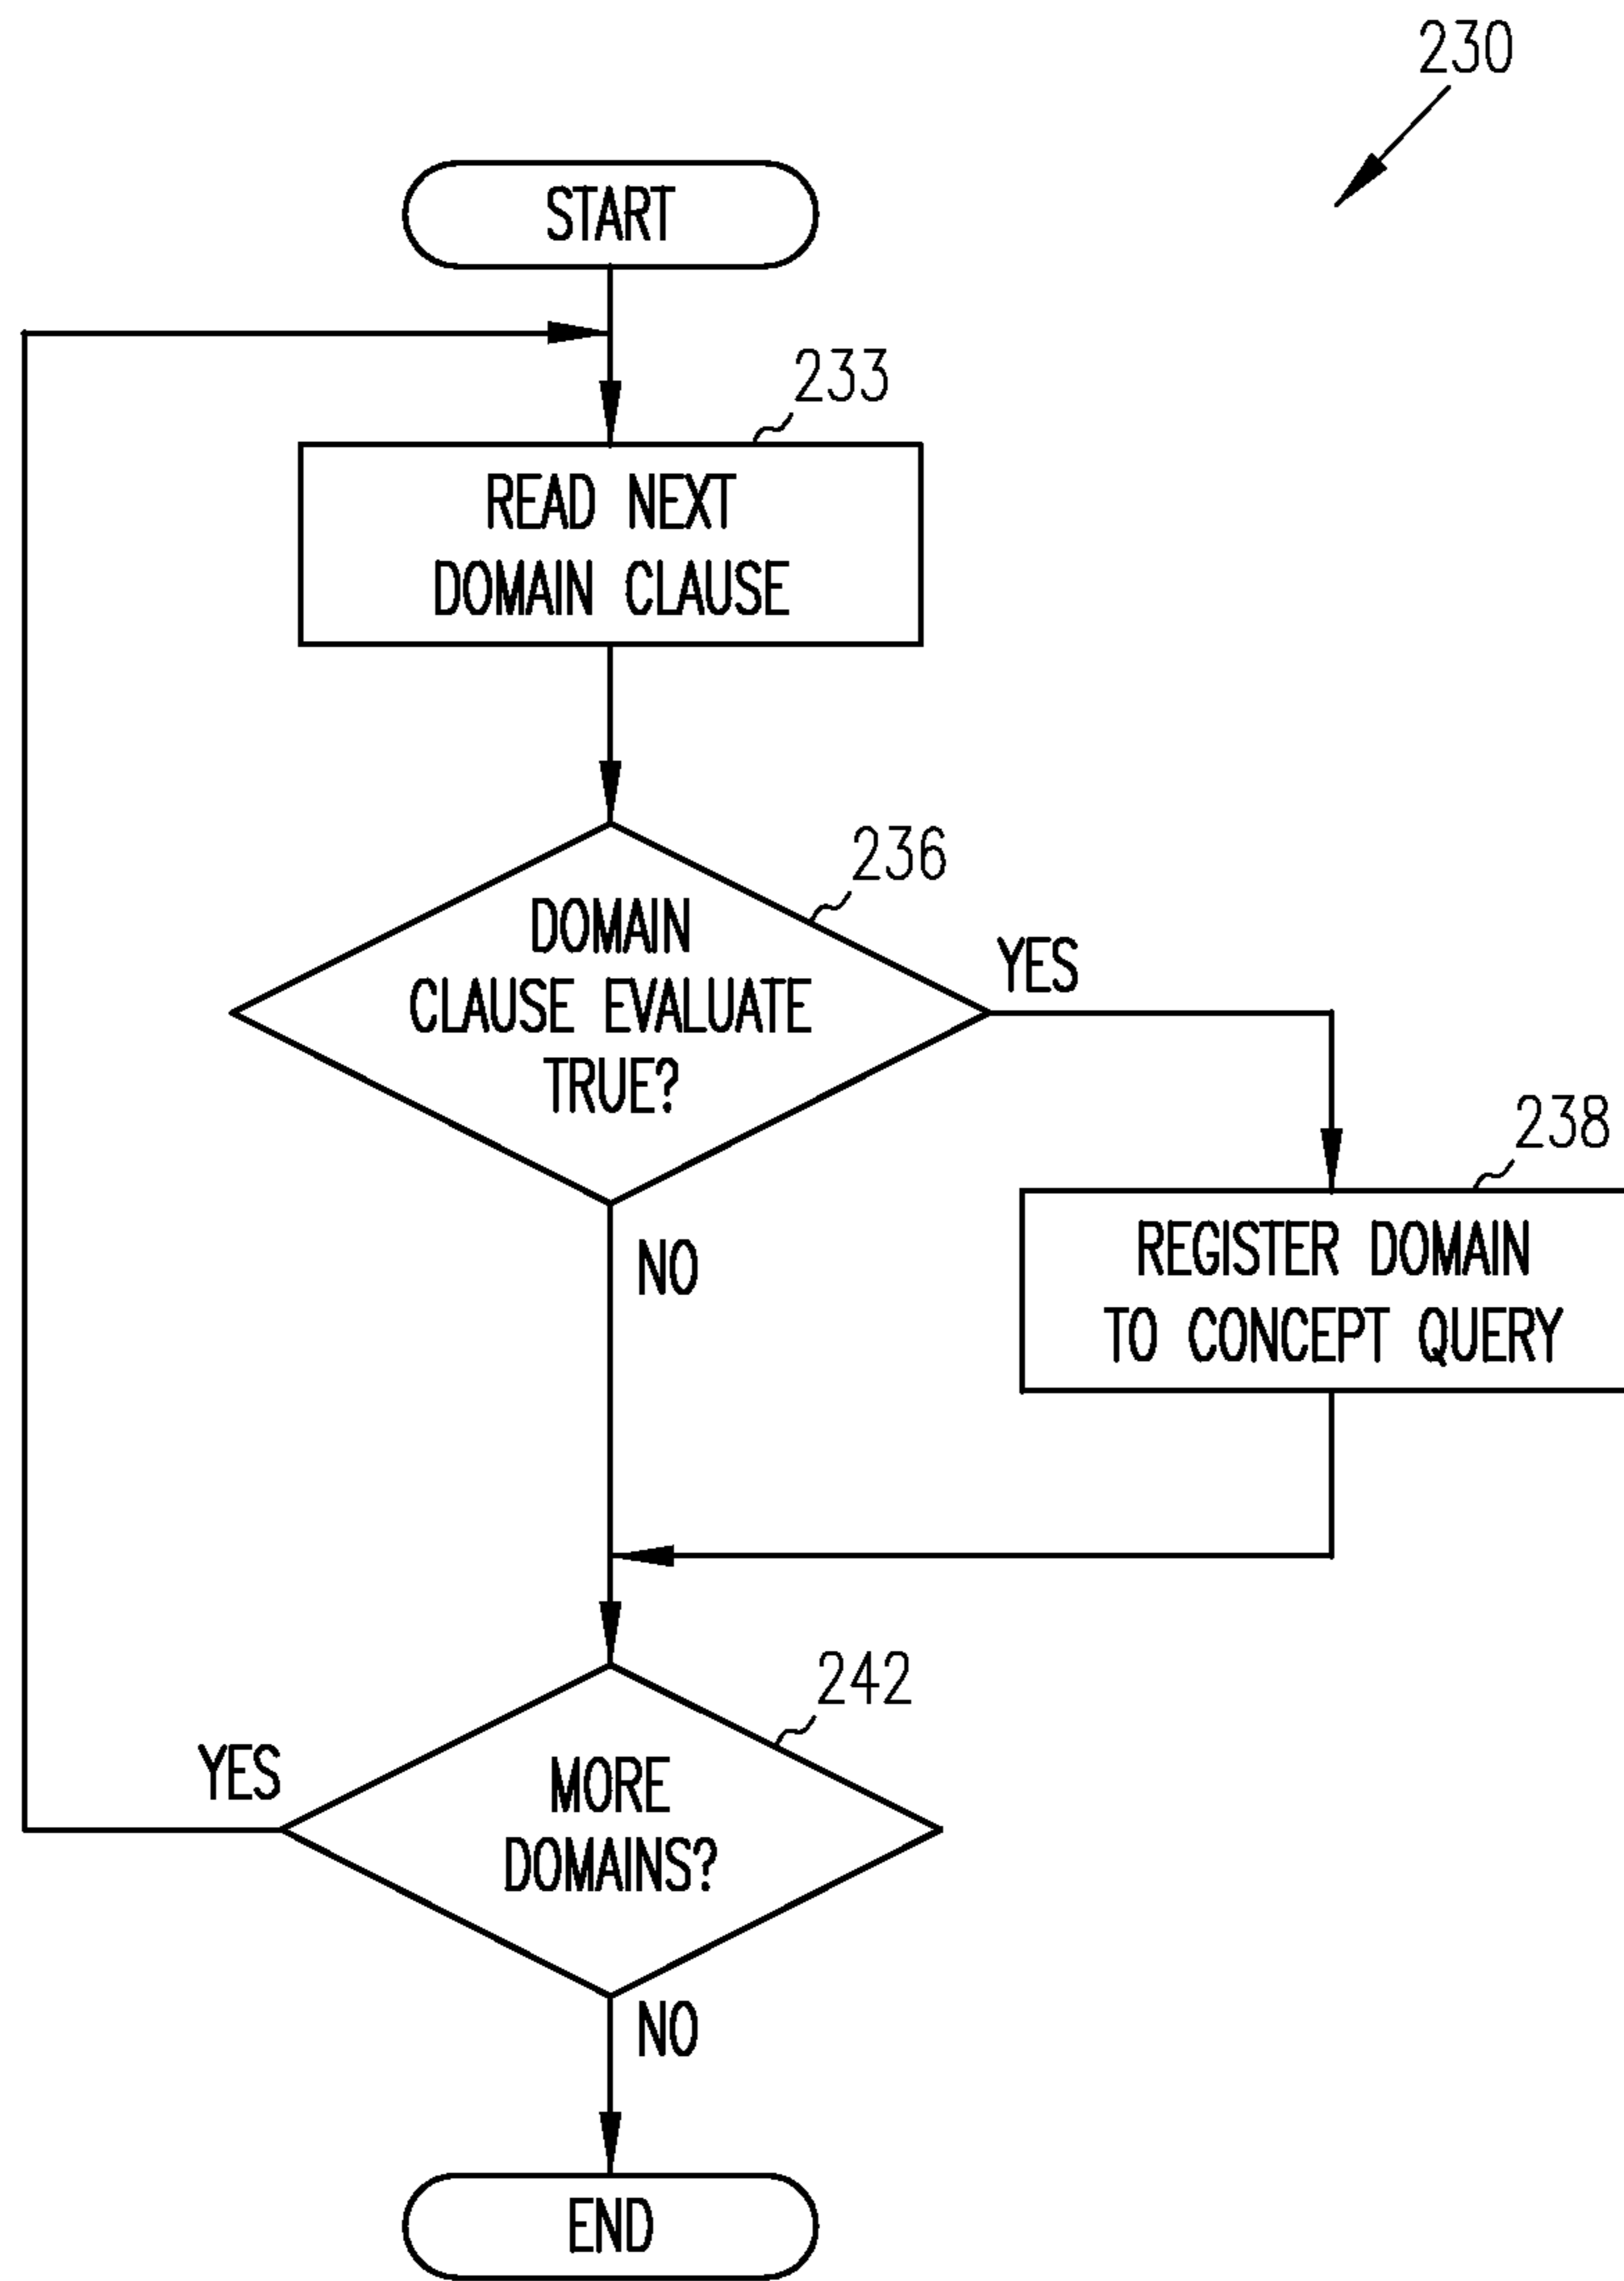 230
START
233
READ NEXT
DOMAIN CLAUSE
236
DOMAIN
CLAUSE EVALUATE
TRUE?
YES
NO
238
REGISTER DOMAIN
TO CONCEPT QUERY
242
YES
MORE
DOMAINS?
NO
END